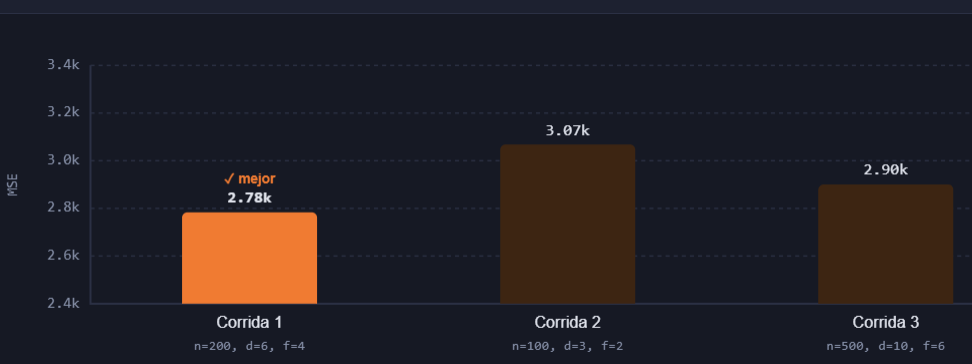 3.4k
3.2k
3.0k
2.8k
2.6k
2.4k
MSE
✓ mejor
2.78k
3.07k
2.90k
Corrida 1
Corrida 2
Corrida 3
n=200, d=6, f=4
n=100, d=3, f=2
n=500, d=10, f=6